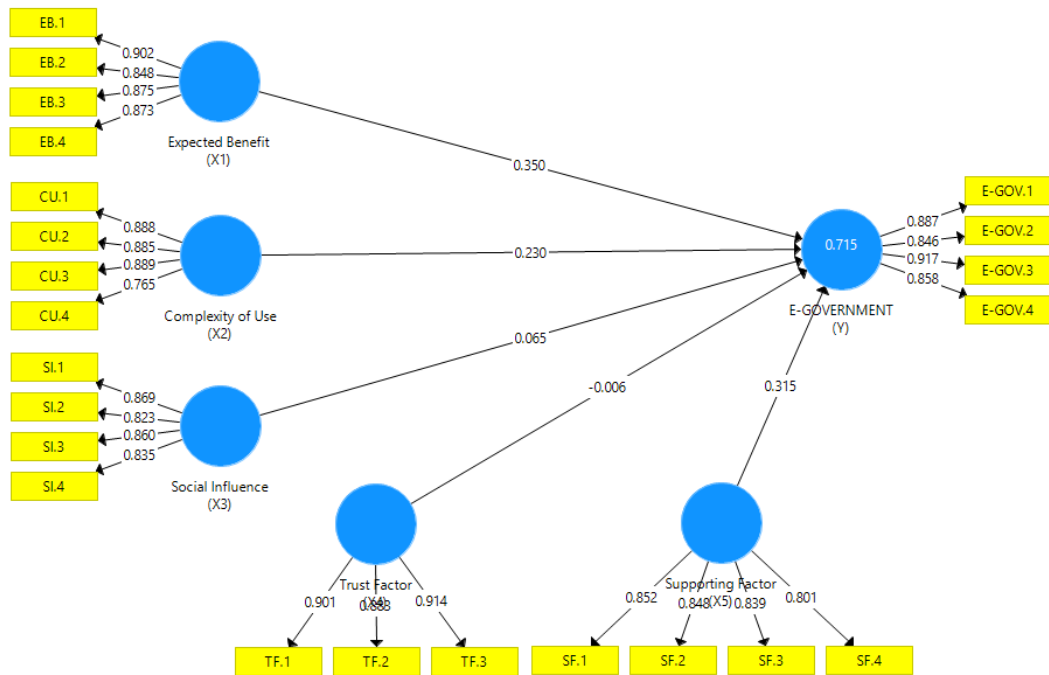 EB.1
EB.2
EB.3
EB.4
0.902
0.848
0.875
0.873
Expected Benefit
(X1)
0.350
CU.1
CU.2
CU.3
CU.4
0.888
0.885
0.889
0.765
Complexity of Use
(X2)
0.230
SI.1
SI.2
SI.3
SI.4
0.869
0.823
0.860
0.835
Social Influence
(X3)
0.065
-0.006
0.315
0.715
E-GOVERNMENT
(Y)
0.887
0.846
0.917
0.858
E-GOV.1
E-GOV.2
E-GOV.3
E-GOV.4
Trust Factor
(X4)
0.901
0.883
0.914
TF.1
TF.2
TF.3
Supporting Factor
(X5)
0.852
0.848
0.839
0.801
SF.1
SF.2
SF.3
SF.4